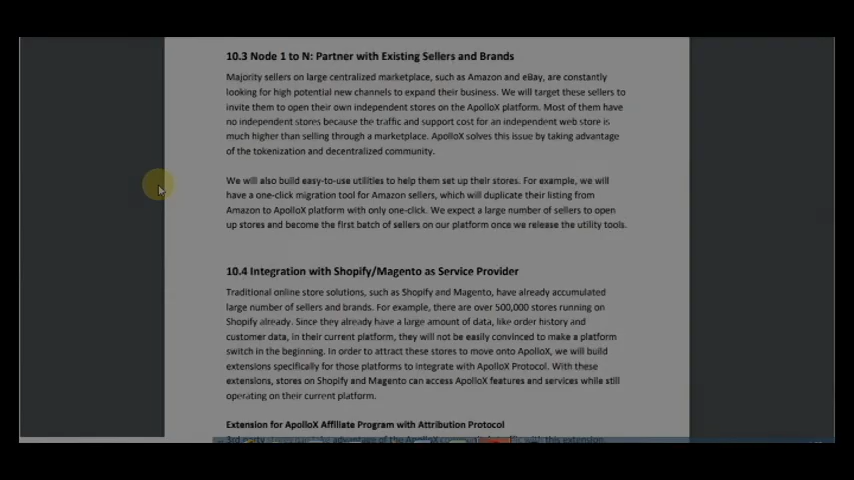 10.3 Node 1 to N: Partner with Existing Sellers and Brands
Majority sellers on large centralized marketplace, such as Amazon and eBay, are constantly
looking for high potential new channels to expand their business. We will target these sellers to
invite them to open their own independent stores on the ApolloX platform. Most of them have
no independent stores because the traffic and support cost for an independent web store is
much higher than selling through a marketplace. ApolloX solves this issue by taking advantage
of the tokenization and decentralized community.
We will also build easy-to-use utilities to help them set up their stores. For example, we will
have a one-click migration tool for Amazon sellers, which will duplicate their listing from
Amazon to ApolloX platform with only one-click. We expect a large number of sellers to open
up stores and become the first batch of sellers on our platform once we release the utility tools.
10.4 Integration with Shopify/Magento as Service Provider
Traditional online store solutions, such as Shopify and Magento, have already accumulated
large number of sellers and brands. For example, there are over 500,000 stores running on
Shopify already. Since they already have a large amount of data, like order history and
customer data, in their current platform, they will not be easily convinced to make a platform
switch in the beginning. In order to attract these stores to move onto ApolloX, we will build
extensions specifically for those platforms to integrate with ApolloX Protocol. With these
extensions, stores on Shopify and Magento can access ApolloX features and services while still
operating on their current platform.
Extension for ApolloX Affiliate Program with Attribution Protocol
3rd party advantage of the ApolloX with this extension.